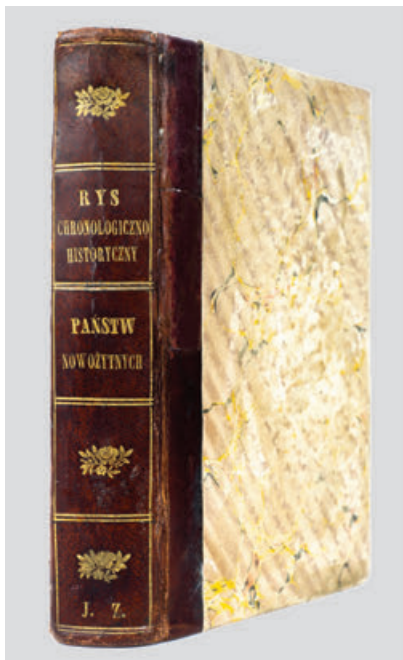 RYS
CHRONOLOGICZNO
HISTORYCZNY
PAŃSTW
NOWOŻYTNYCH
J. Z.